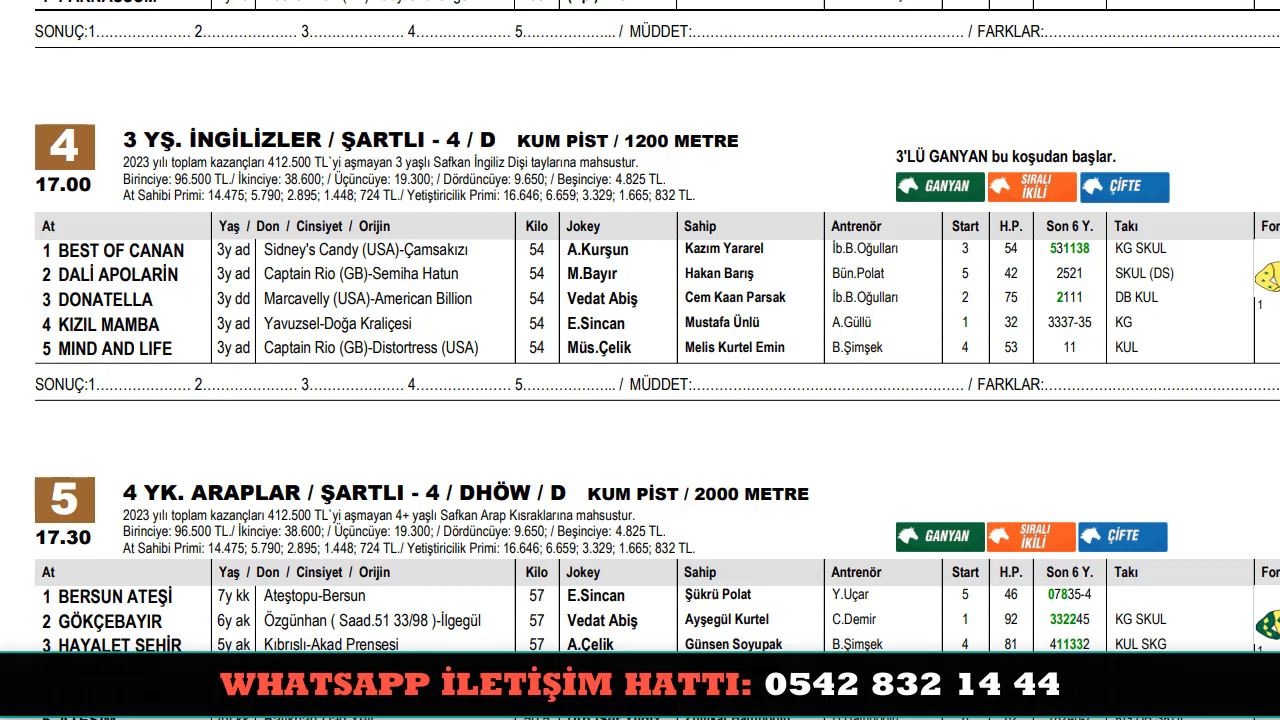 SONUÇ:1..................... 2........................ 3........................ 4....................... 5....................... / MÜDDET:................................................................ / FARKLAR:........................................................
4 3 YŞ. İNGİLİZLER / ŞARTLI - 4 / D KUM PİST / 1200 METRE
17.00
2023 yılı toplam kazançları 412.500 TL`yi aşmayan 3 yaşlı Safkan İngiliz Dişi taylarına mahsustur.
Birinciye: 96.500 TL./ İkinciye: 38.600; / Üçüncüye: 19.300; / Dördüncüye: 9.650; / Beşinciye: 4.825 TL.
At Sahibi Primi: 14.475; 5.790; 2.895; 1.448; 724 TL./ Yetiştiricilik Primi: 16.646; 6.659; 3.329; 1.665; 832 TL.
3'LÜ GANYAN bu koşudan başlar.
GANYAN SIRALI İKİLİ ÇİFTE
At Yaş / Don / Cinsiyet / Orijin Kilo Jokey Sahip Antrenör Start H.P. Son 6 Y. Takı For
1 BEST OF CANAN 3y ad Sidney's Candy (USA)-Çamsakızı 54 A.Kurşun Kazım Yararel İb.B.Oğulları 3 54 531138 KG SKUL
2 DALİ APOLARİN 3y ad Captain Rio (GB)-Semiha Hatun 54 M.Bayır Hakan Barış Bün.Polat 5 42 2521 SKUL (DS)
3 DONATELLA 3y dd Marcavelly (USA)-American Billion 54 Vedat Abiş Cem Kaan Parsak İb.B.Oğulları 2 75 2111 DB KUL 1
4 KIZIL MAMBA 3y ad Yavuzsel-Doğa Kraliçesi 54 E.Sincan Mustafa Ünlü A.Güllü 1 32 3337-35 KG
5 MIND AND LIFE 3y ad Captain Rio (GB)-Distortress (USA) 54 Müs.Çelik Melis Kurtel Emin B.Şimşek 4 53 11 KUL
SONUÇ:1..................... 2........................ 3........................ 4....................... 5....................... / MÜDDET:................................................................ / FARKLAR:........................................................
5 4 YK. ARAPLAR / ŞARTLI - 4 / DHÖW / D KUM PİST / 2000 METRE
17.30
2023 yılı toplam kazançları 412.500 TL`yi aşmayan 4+ yaşlı Safkan Arap Kısraklarına mahsustur.
Birinciye: 96.500 TL./ İkinciye: 38.600; / Üçüncüye: 19.300; / Dördüncüye: 9.650; / Beşinciye: 4.825 TL.
At Sahibi Primi: 14.475; 5.790; 2.895; 1.448; 724 TL./ Yetiştiricilik Primi: 16.646; 6.659; 3.329; 1.665; 832 TL.
GANYAN SIRALI İKİLİ ÇİFTE
At Yaş / Don / Cinsiyet / Orijin Kilo Jokey Sahip Antrenör Start H.P. Son 6 Y. Takı For
1 BERSUN ATEŞİ 7y kk Ateştopu-Bersun 57 E.Sincan Şükrü Polat Y.Uçar 5 46 07835-4
2 GÖKÇEBAYIR 6y ak Özgünhan ( Saad.51 33/98 )-İlgegül 57 Vedat Abiş Ayşegül Kurtel C.Demir 1 92 332245 KG SKUL
3 HAYALET ŞEHİR 5y ak Kıbrıslı-Akad Prensesi 57 A.Çelik Günsen Soyupak B.Şimşek 4 81 411332 KUL SKG
WHATSAPP İLETİŞİM HATTI: 0542 832 14 44